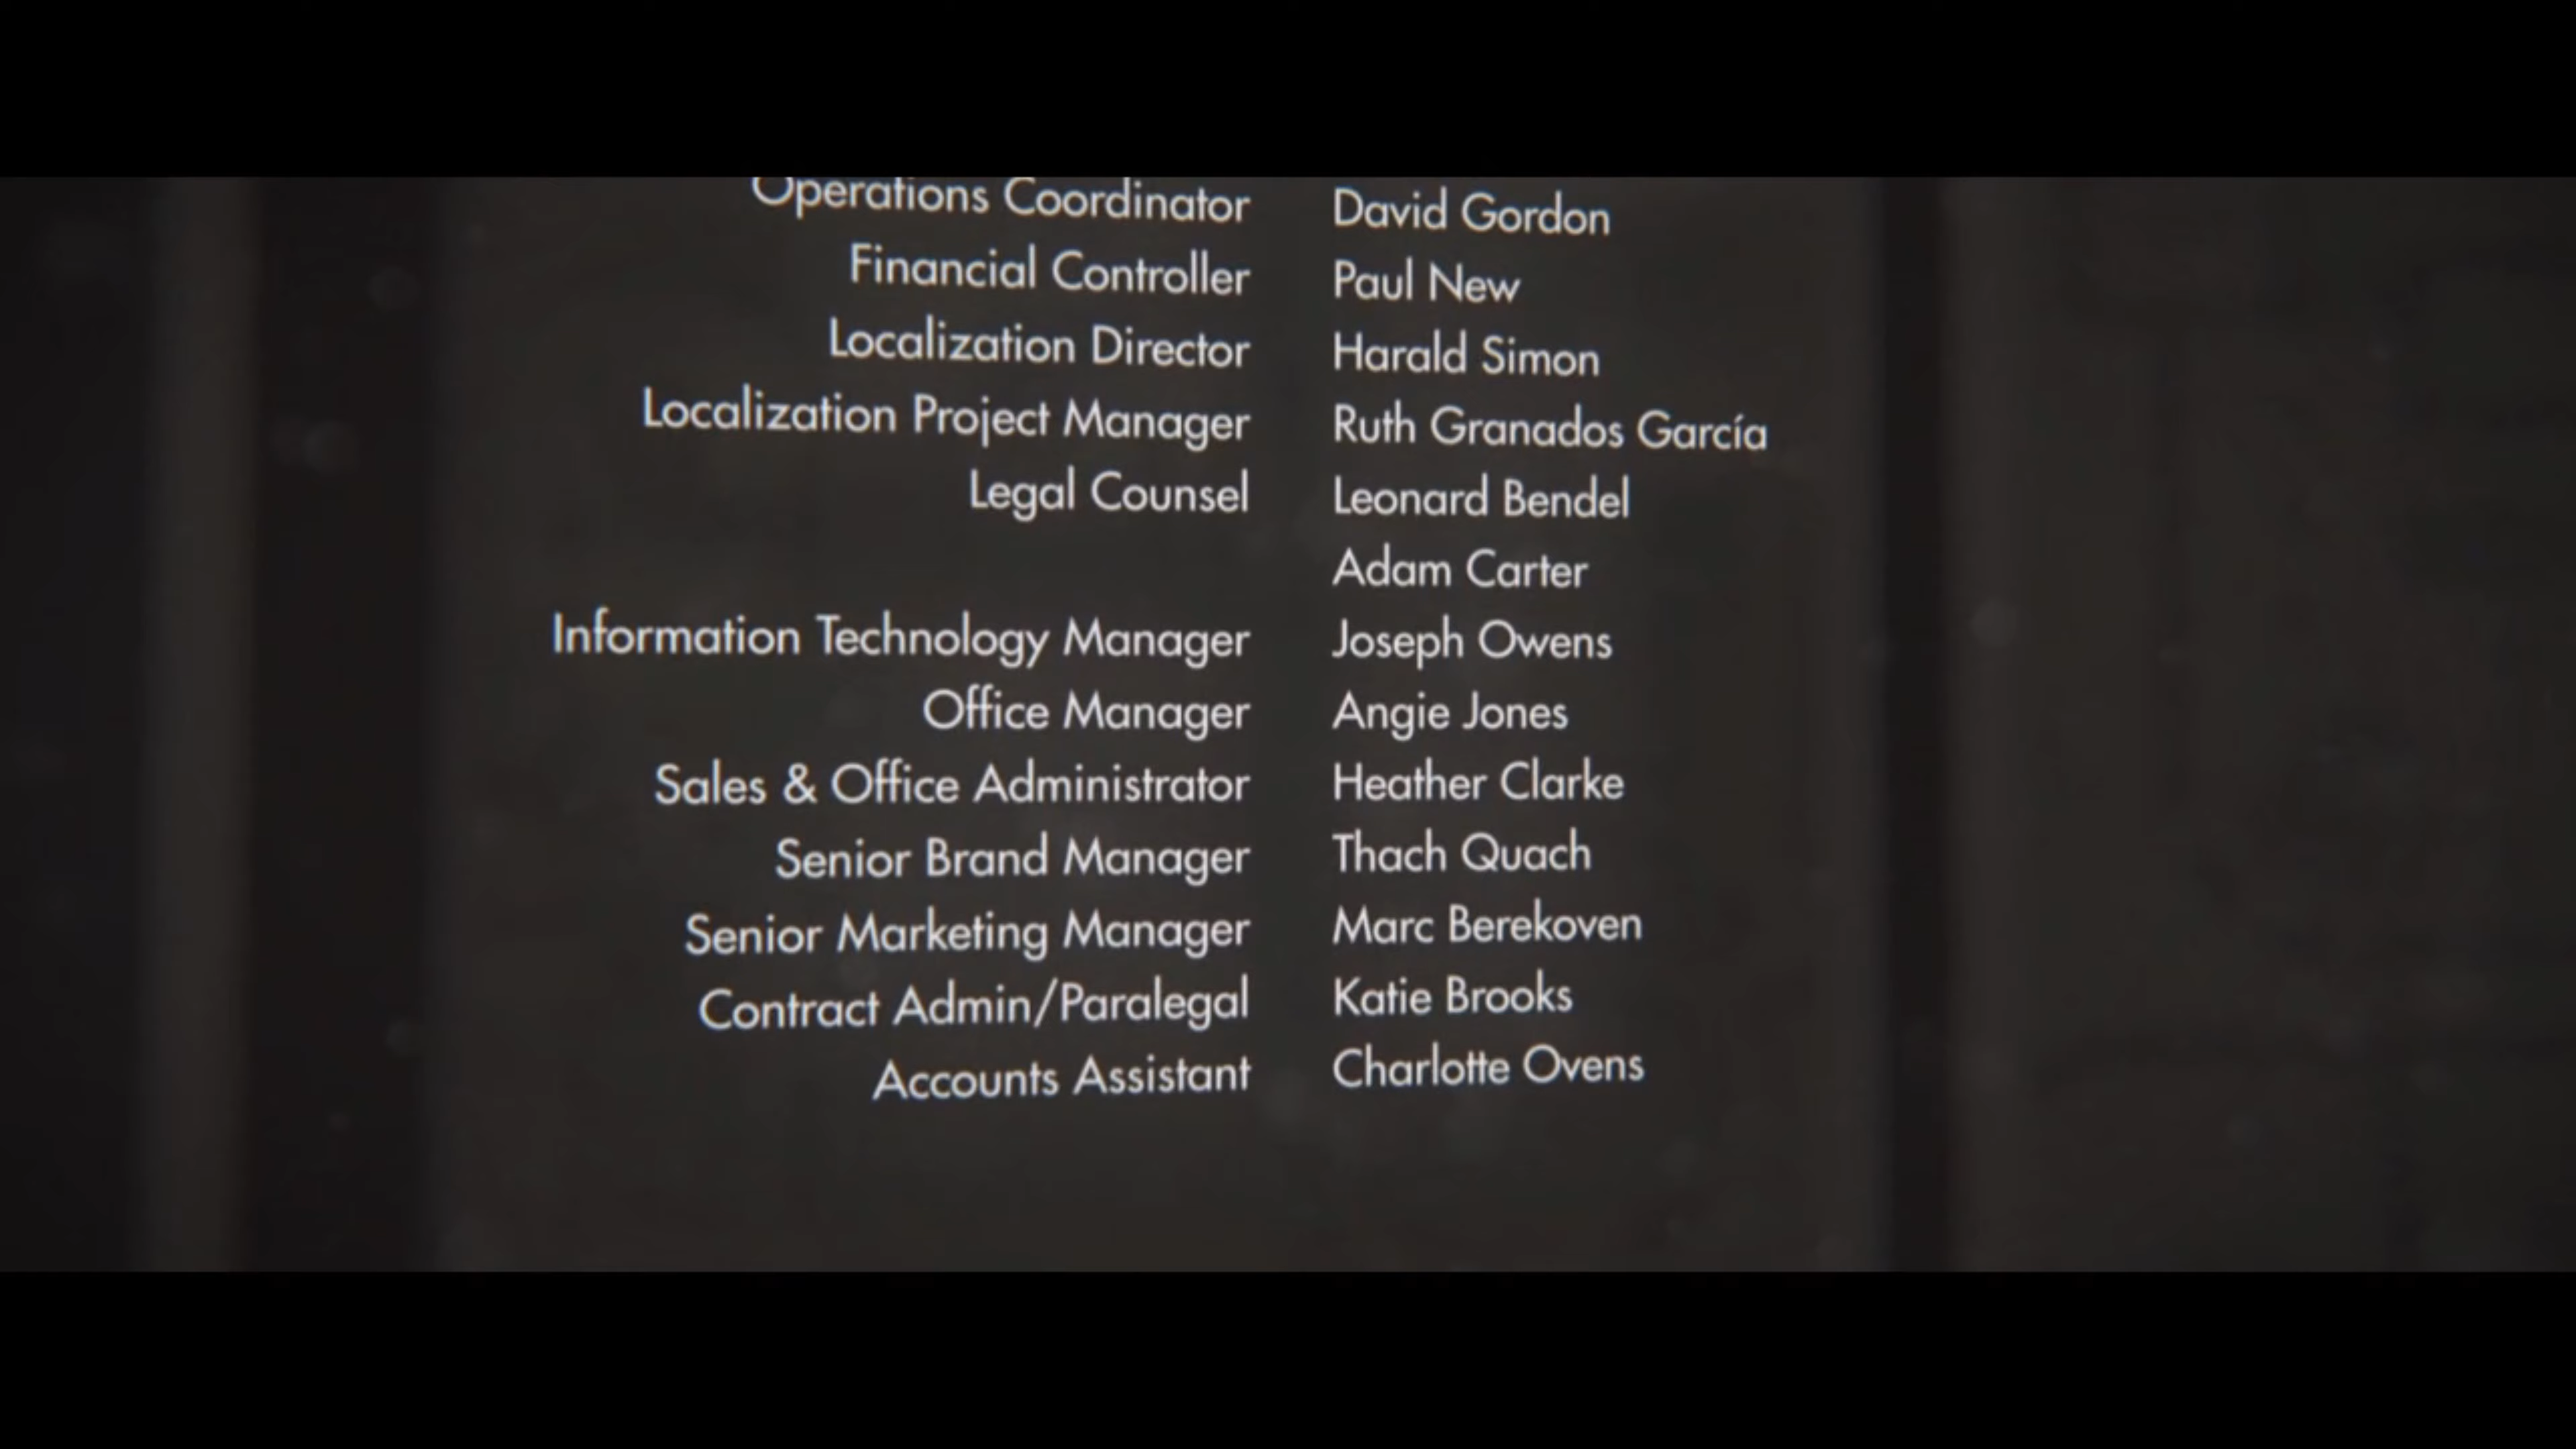 Operations Coordinator David Gordon
Financial Controller Paul New
Localization Director Harald Simon
Localization Project Manager Ruth Granados García
Legal Counsel Leonard Bendel
Adam Carter
Information Technology Manager Joseph Owens
Office Manager Angie Jones
Sales & Office Administrator Heather Clarke
Senior Brand Manager Thach Quach
Senior Marketing Manager Marc Berekoven
Contract Admin/Paralegal Katie Brooks
Accounts Assistant Charlotte Ovens